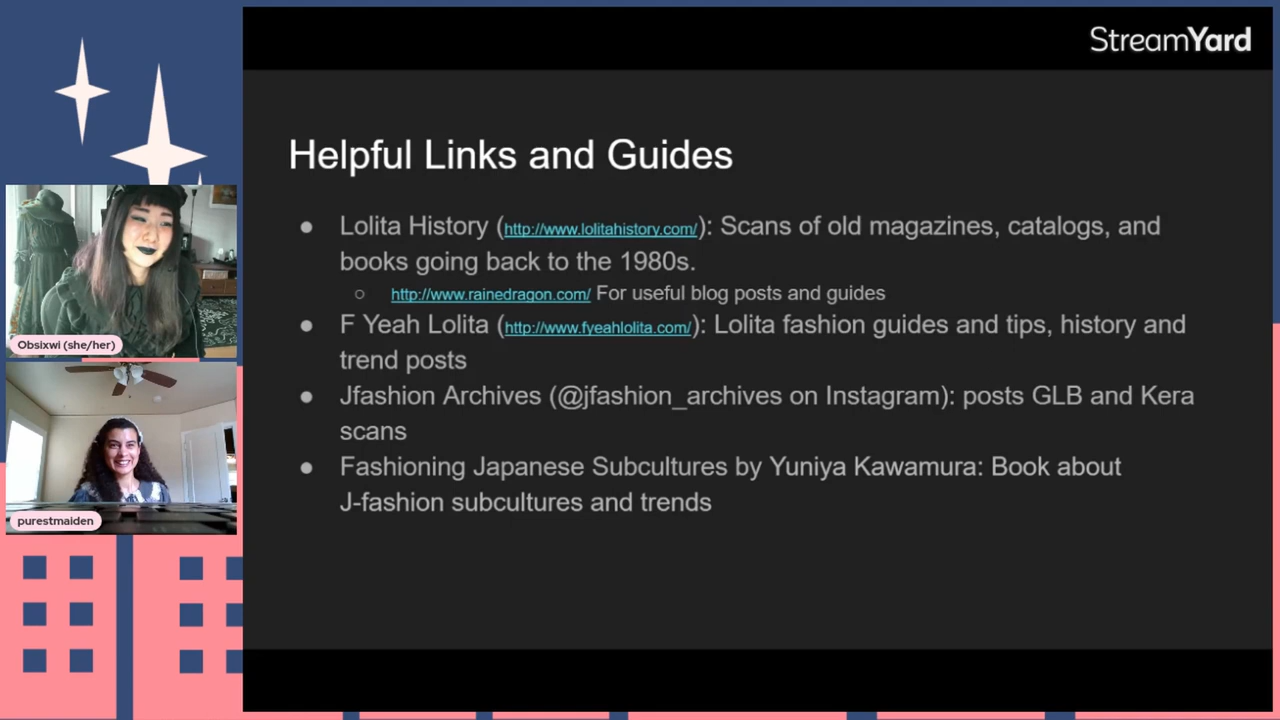 StreamYard
Helpful Links and Guides
● Lolita History (http://www.lolitahistory.com/): Scans of old magazines, catalogs, and
books going back to the 1980s.
○ http://www.rainedragon.com/ For useful blog posts and guides
● F Yeah Lolita (http://www.fyeahlolita.com/): Lolita fashion guides and tips, history and
trend posts
● Jfashion Archives (@jfashion_archives on Instagram): posts GLB and Kera
scans
● Fashioning Japanese Subcultures by Yuniya Kawamura: Book about
J-fashion subcultures and trends
Obsixwi (she/her)
purestmaiden